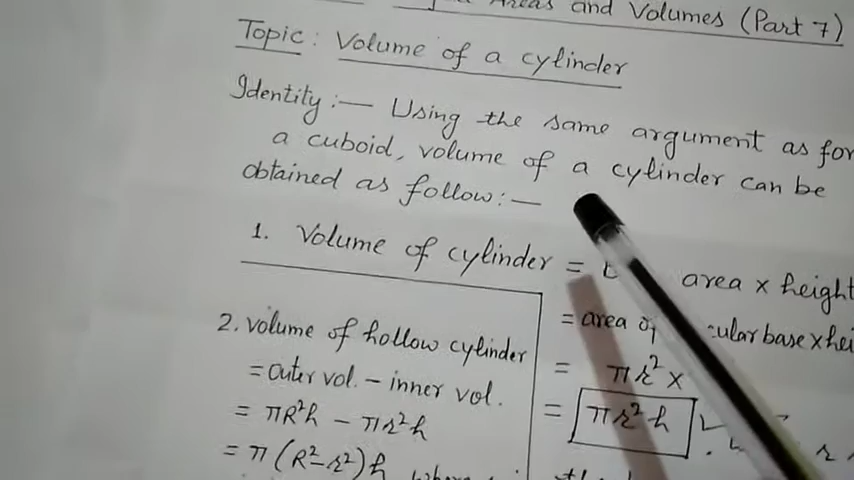 Areas and Volumes (Part 7)
Topic : Volume of a cylinder
Identity :— Using the same argument as for
a cuboid, volume of a cylinder can be
obtained as follow:—
1. Volume of cylinder = area × height
= area of base ×
= πr² ×
= πr²h
2. volume of hollow cylinder
= outer vol. – inner vol.
= πR²h – πr²h
= π(R²–r²)h